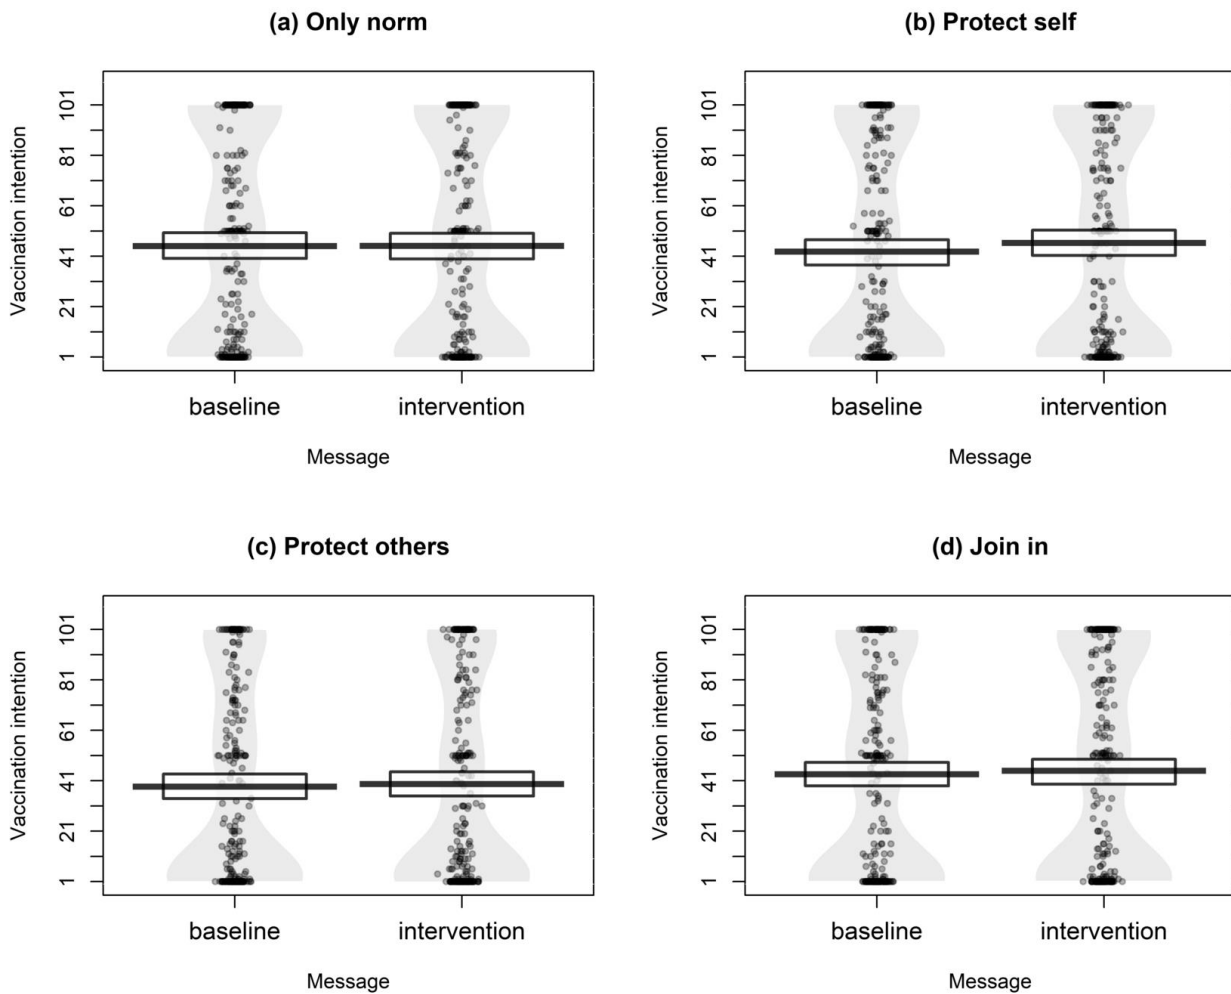 (a) Only norm
Vaccination intention
101
81
61
41
21
1
baseline
intervention
Message
(b) Protect self
Vaccination intention
101
81
61
41
21
1
baseline
intervention
Message
(c) Protect others
Vaccination intention
101
81
61
41
21
1
baseline
intervention
Message
(d) Join in
Vaccination intention
101
81
61
41
21
1
baseline
intervention
Message